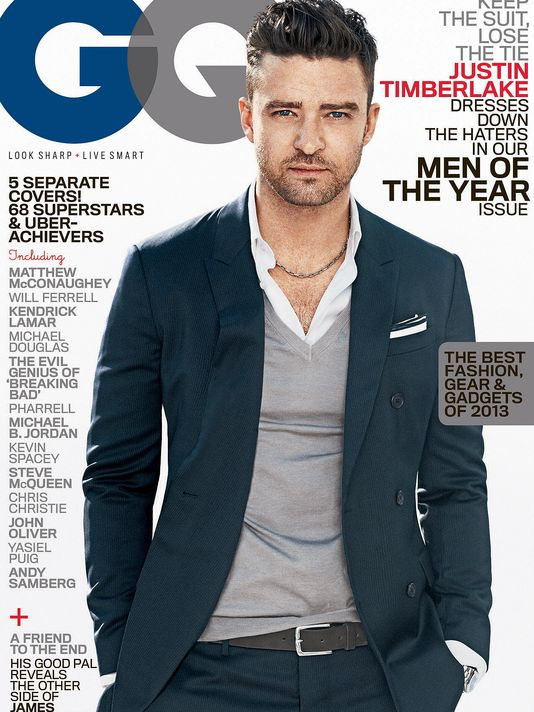 GQ
LOOK SHARP + LIVE SMART
KEEP
THE SUIT,
LOSE
THE TIE
JUSTIN
TIMBERLAKE
DRESSES
DOWN
THE HATERS
IN OUR
MEN OF
THE YEAR
ISSUE
5 SEPARATE
COVERS!
68 SUPERSTARS
& UBER-
ACHIEVERS
Including
MATTHEW
McCONAUGHEY
WILL FERRELL
KENDRICK
LAMAR
MICHAEL
DOUGLAS
THE EVIL
GENIUS OF
'BREAKING
BAD'
PHARRELL
MICHAEL
B. JORDAN
KEVIN
SPACEY
STEVE
McQUEEN
CHRIS
CHRISTIE
JOHN
OLIVER
YASIEL
PUIG
ANDY
SAMBERG
+
A FRIEND
TO THE END
HIS GOOD PAL
REVEALS
THE OTHER
SIDE OF
JAMES
THE BEST
FASHION,
GEAR &
GADGETS
OF 2013